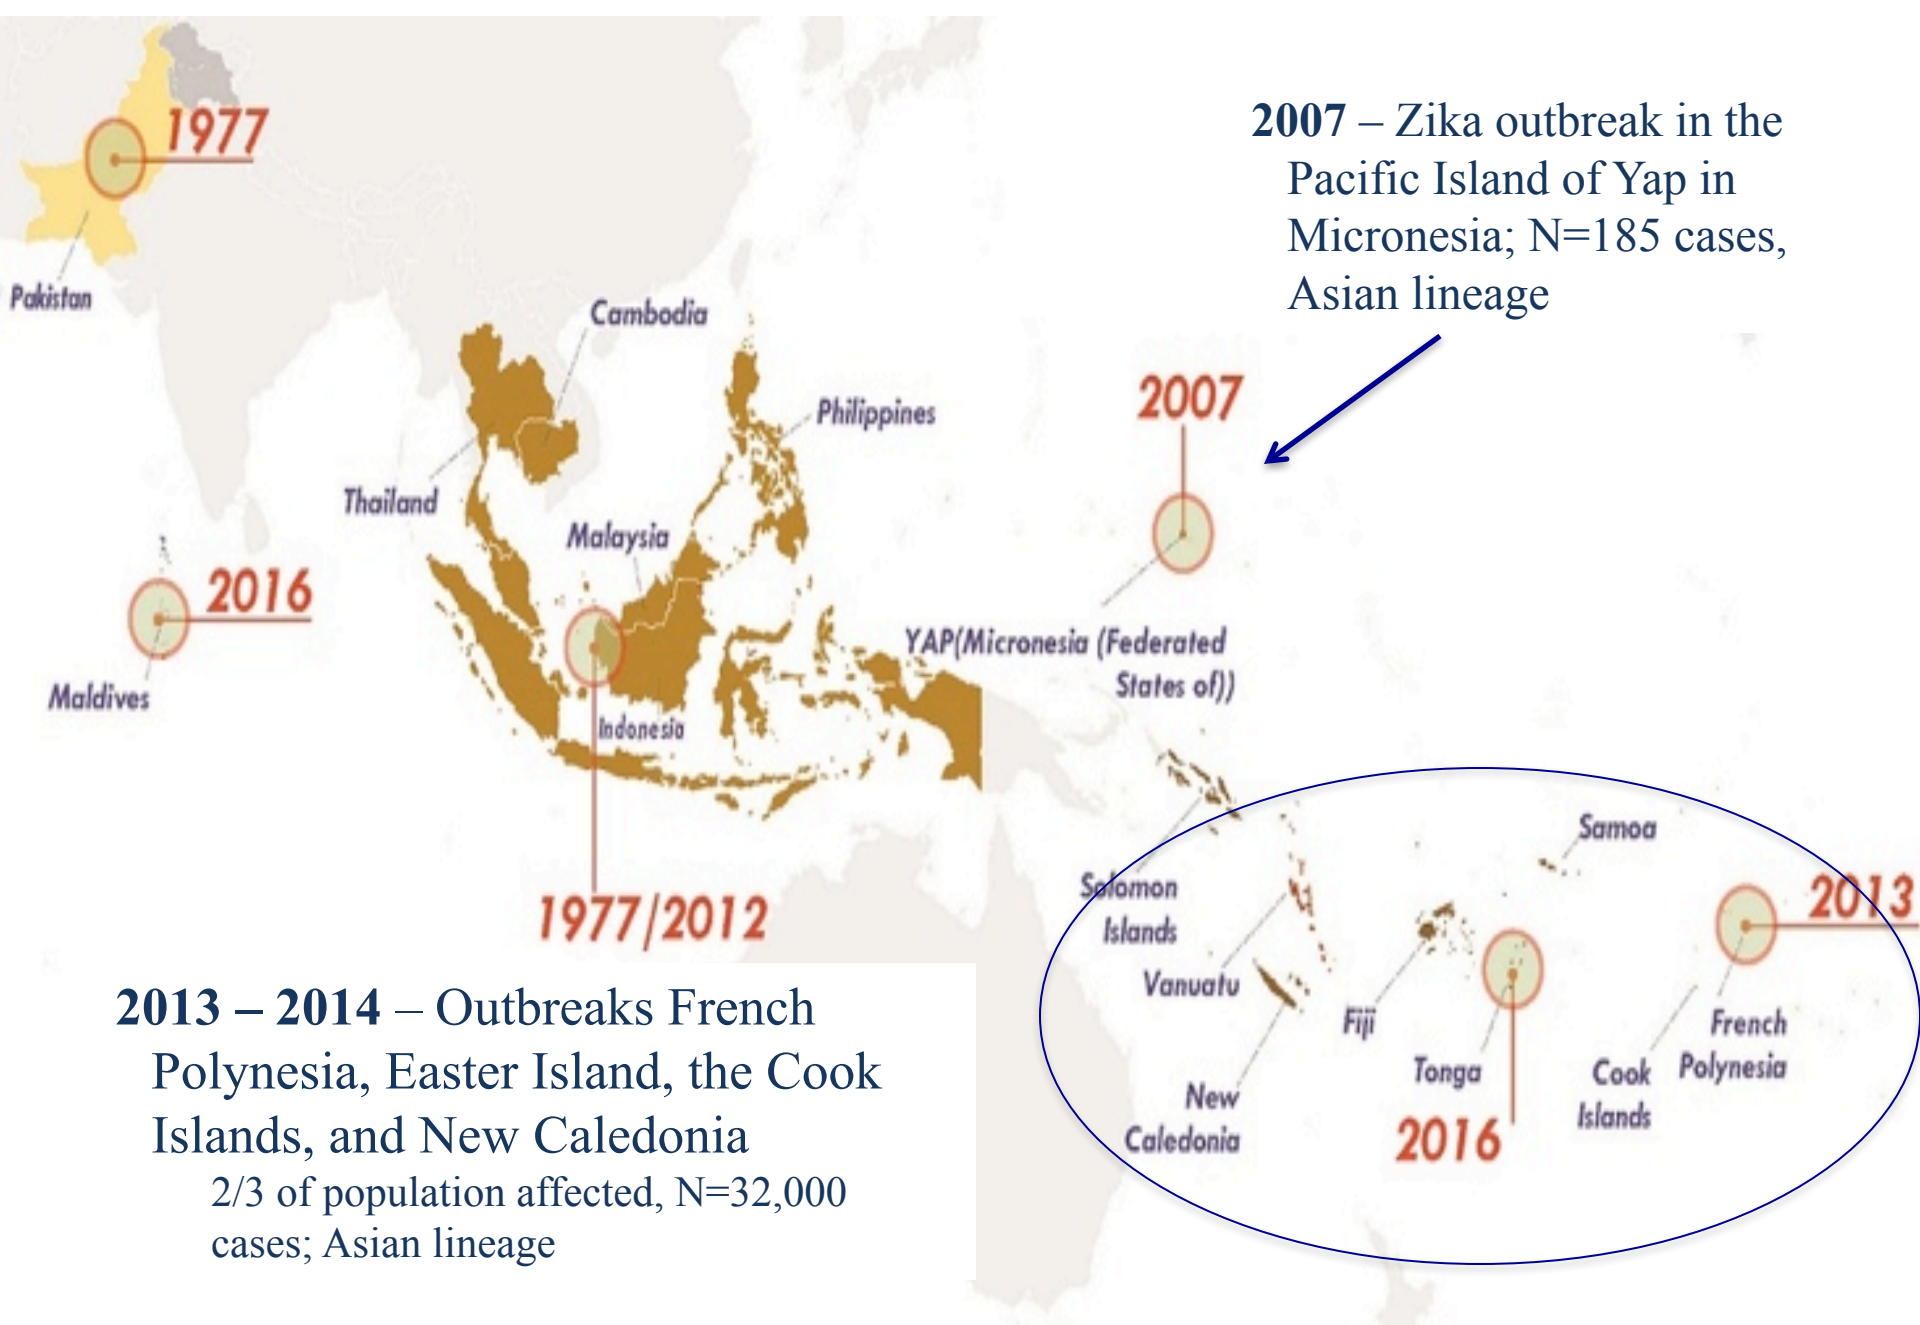 1977
Pakistan
2007 – Zika outbreak in the
Pacific Island of Yap in
Micronesia; N=185 cases,
Asian lineage
Cambodia
Philippines
2007
Thailand
Malaysia
2016
Maldives
YAP(Micronesia (Federated
States of))
Indonesia
1977/2012
Samoa
Solomon
Islands
2013
Vanuatu
Fiji
French
Polynesia
Tonga
Cook
Islands
New
Caledonia
2016
2013 – 2014 – Outbreaks French
Polynesia, Easter Island, the Cook
Islands, and New Caledonia
2/3 of population affected, N=32,000
cases; Asian lineage